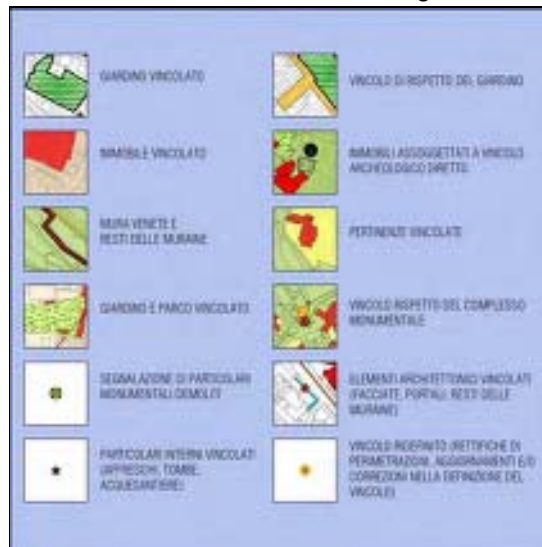 GIARDINO VINCOLATO
VINCOLO DI RISPETTO DEL GIARDINO
IMMOBILE VINCOLATO
IMMOBILI ASSOGGETTATI A VINCOLO
ARCHEOLOGICO DIRETTO
MURA VENETE E
RESTI DELLE MURAINE
PERTINENZE VINCOLATE
GIARDINO E PARCO VINCOLATO
VINCOLO RISPETTO DEL COMPLESSO
MONUMENTALE
SEGNALAZIONE DI PARTICOLARI
MONUMENTALI DEMOLITI
ELEMENTI ARCHITETTONICI VINCOLATI
(FACCIATE, PORTALI, RESTI DELLE
MURAINE)
PARTICOLARI INTERNI VINCOLATI
(AFFRESCHI, TOMBE,
ACQUESANTIERE)
VINCOLO RIDEFINITO (RETTIFICHE DI
PERIMETRAZIONI, AGGIORNAMENTI E/O
CORREZIONI NELLA DEFINIZIONE DEL
VINCOLO)